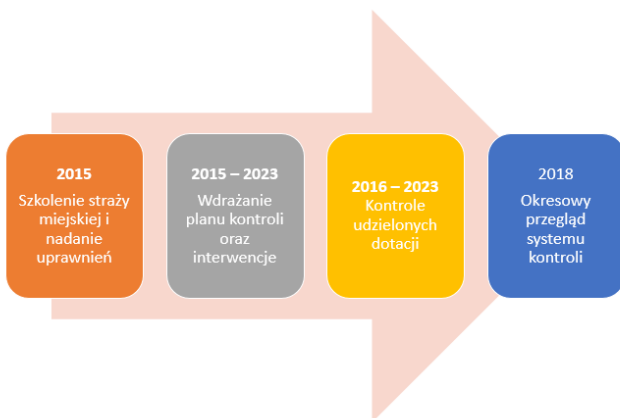 2015
Szkolenie straży
miejskiej i
nadanie
uprawnień
2015 – 2023
Wdrażanie
planu kontroli
oraz
interwencje
2016 – 2023
Kontrole
udzielonych
dotacji
2018
Okresowy
przegląd
systemu
kontroli